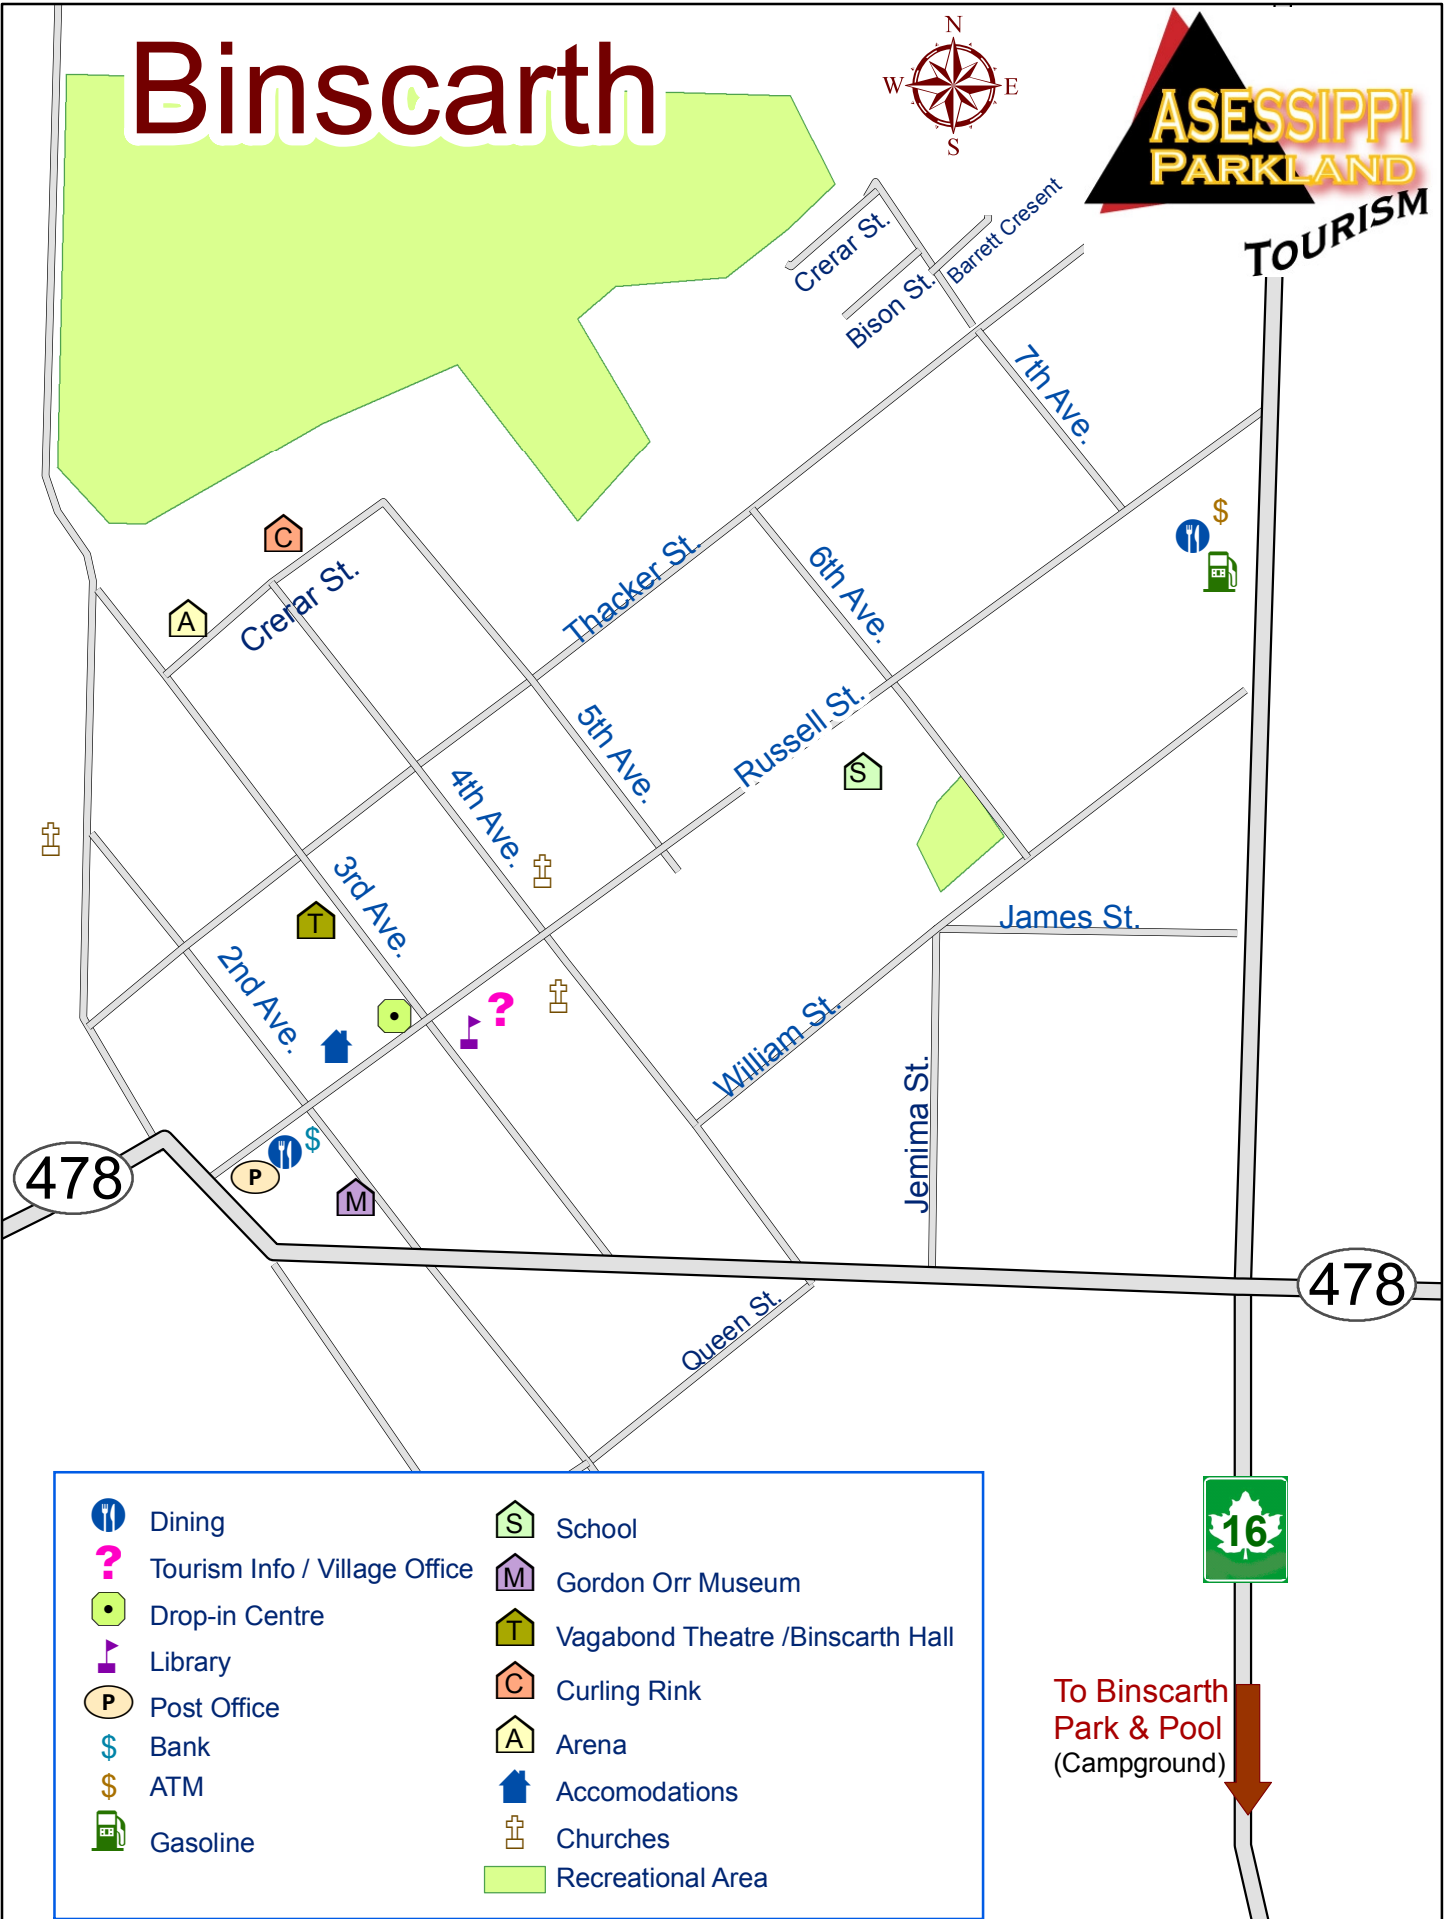 Binscarth
N
W
E
S
ASESSIPPI
PARKLAND
TOURISM
Crerar St.
Bison St.
Barrett Cresent
7th Ave.
$
C
Crerar St.
A
Thacker St.
6th Ave.
5th Ave.
Russell St.
S
4th Ave.
3rd Ave.
T
2nd Ave.
James St.
?
William St.
Jemima St.
$
P
M
478
478
Queen St.
16
Dining
? Tourism Info / Village Office
Drop-in Centre
Library
P Post Office
$ Bank
$ ATM
Gasoline
S School
M Gordon Orr Museum
T Vagabond Theatre /Binscarth Hall
C Curling Rink
A Arena
Accomodations
Churches
Recreational Area
To Binscarth
Park & Pool
(Campground)